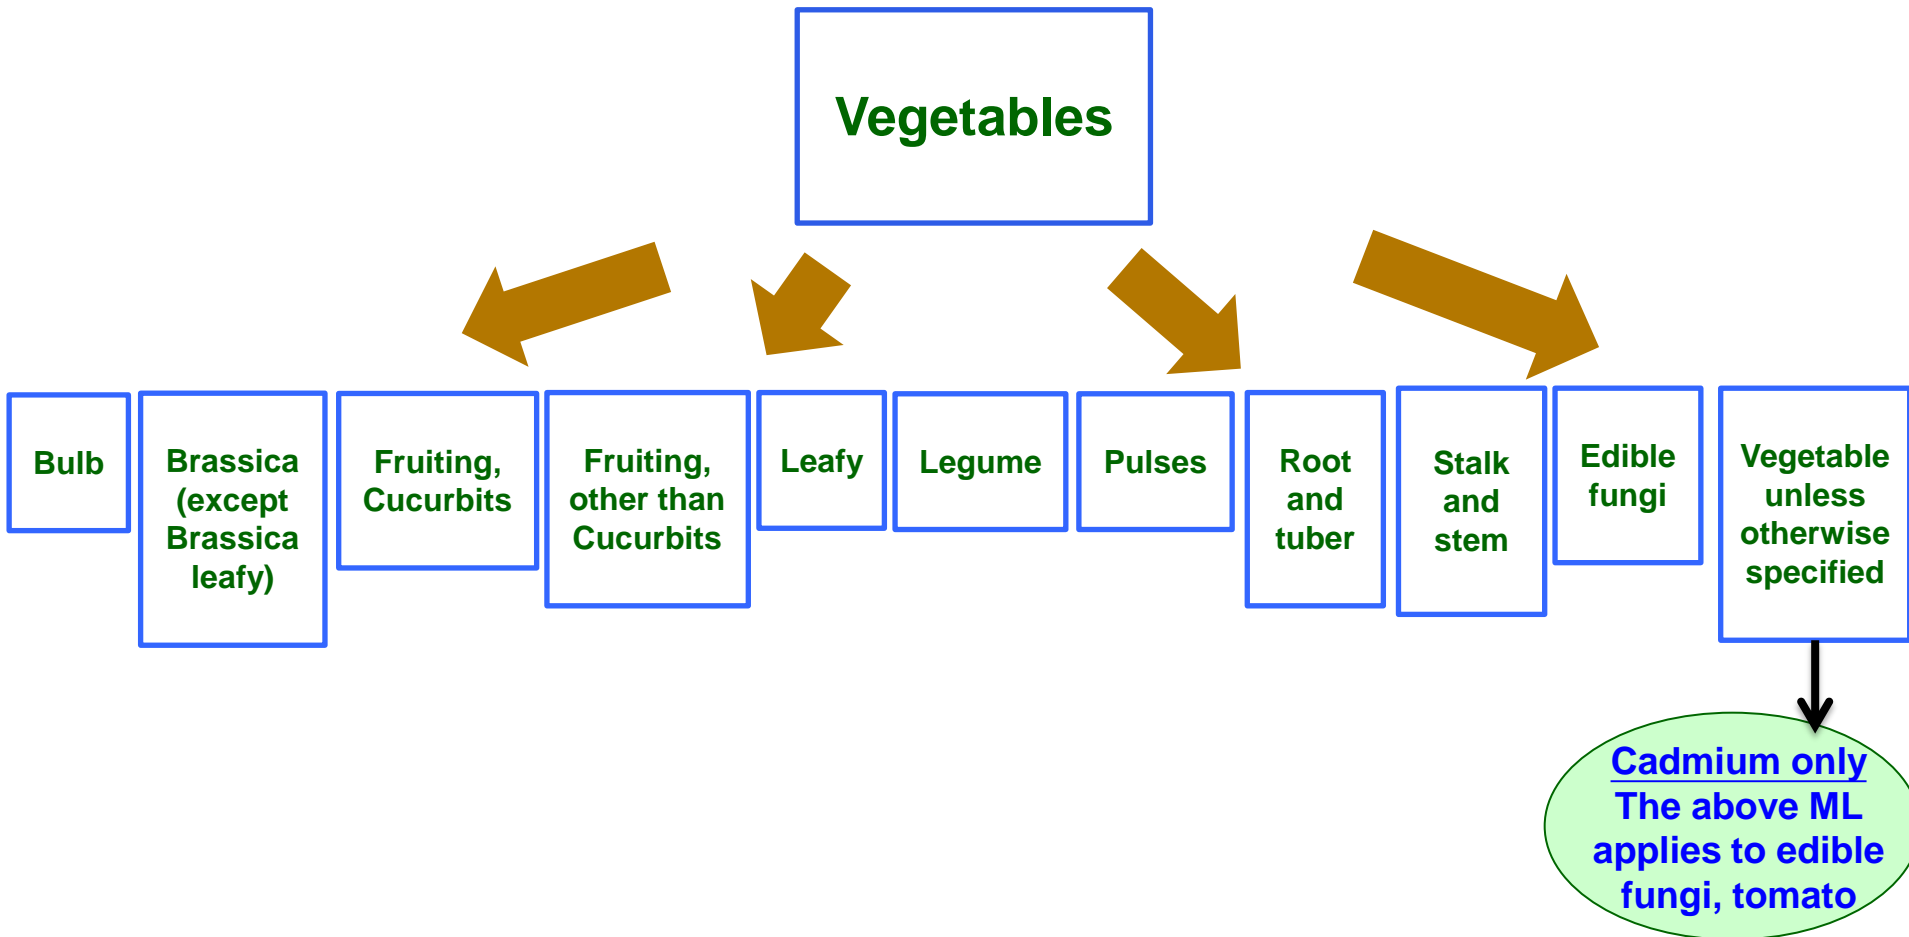 Vegetables
Bulb
Brassica
(except
Brassica
leafy)
Fruiting,
Cucurbits
Fruiting,
other than
Cucurbits
Leafy
Legume
Pulses
Root
and
tuber
Stalk
and
stem
Edible
fungi
Vegetable
unless
otherwise
specified
Cadmium only
The above ML
applies to edible
fungi, tomato